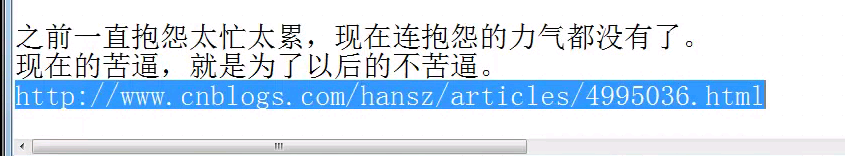 之前一直抱怨太忙太累，现在连抱怨的力气都没有了。
现在的苦逼，就是为了以后的不苦逼。
http://www.cnblogs.com/hansz/articles/4995036.html